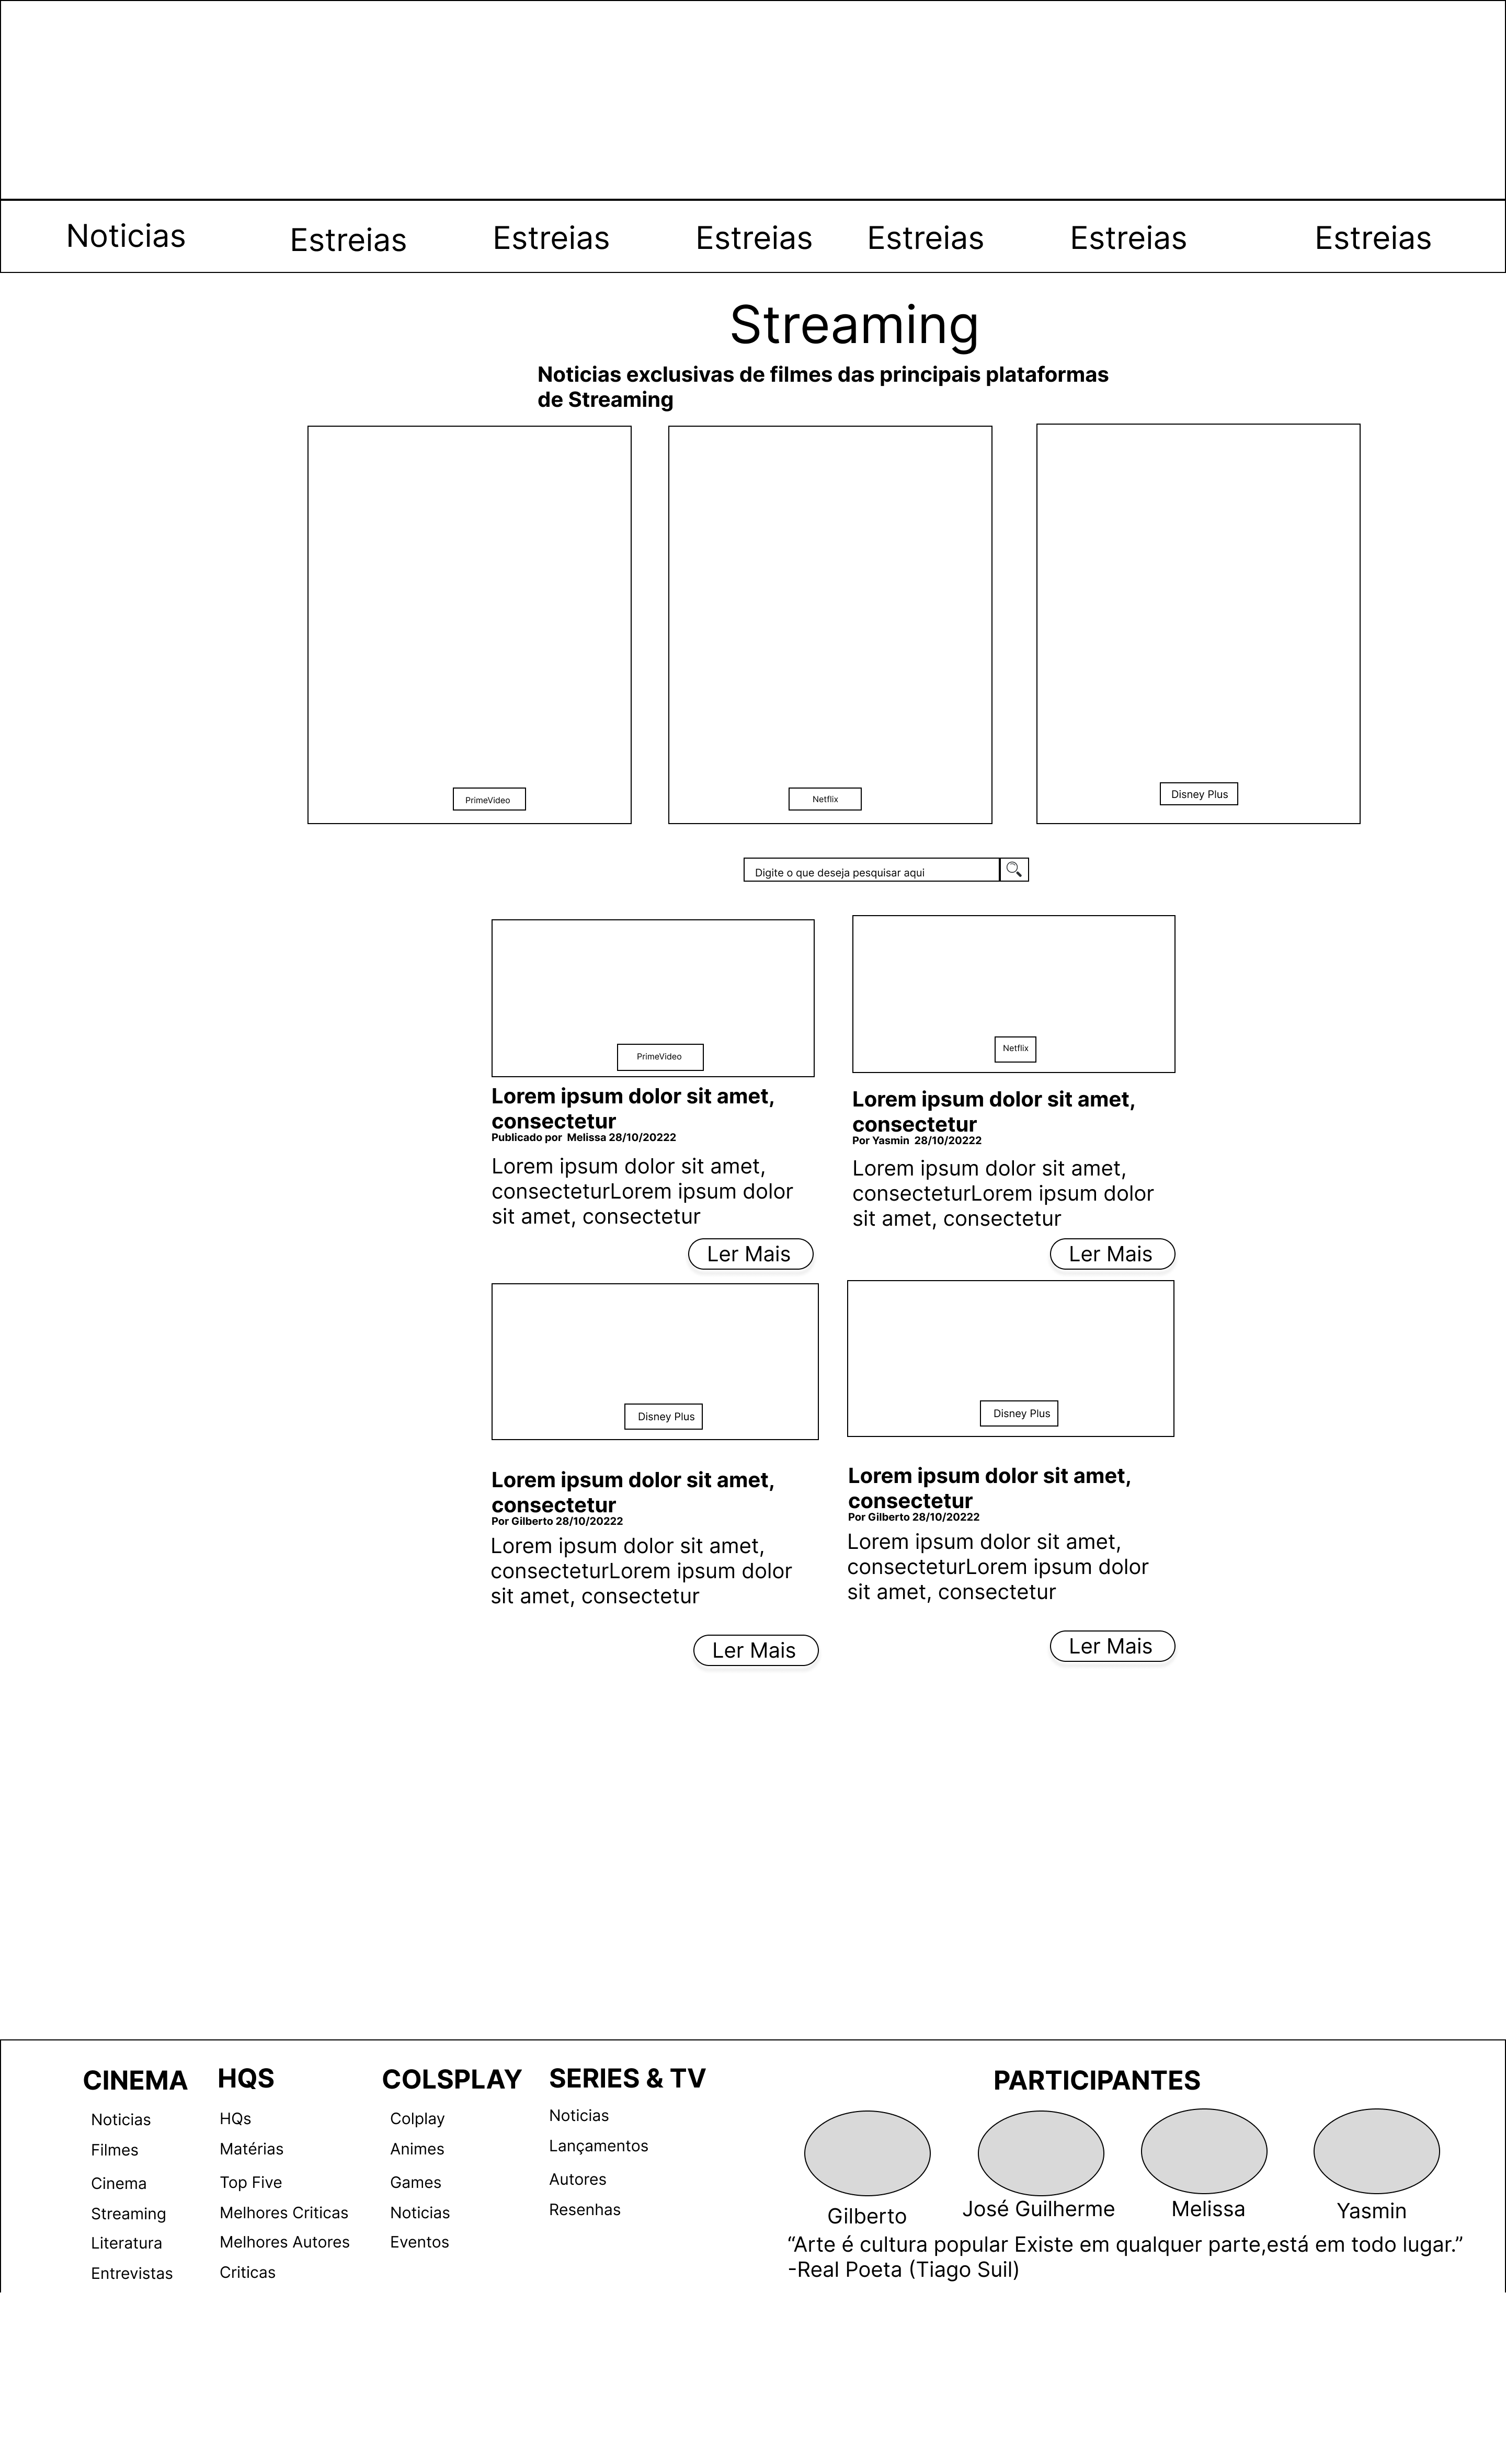 Noticias
Estreias
Estreias
Estreias
Estreias
Estreias
Estreias
Streaming
Noticias exclusivas de filmes das principais plataformas
de Streaming
PrimeVideo
Netflix
Disney Plus
Digite o que deseja pesquisar aqui
PrimeVideo
Lorem ipsum dolor sit amet,
consectetur
Publicado por  Melissa 28/10/20222
Lorem ipsum dolor sit amet,
consecteturLorem ipsum dolor
sit amet, consectetur
Ler Mais
Netflix
Lorem ipsum dolor sit amet,
consectetur
Por Yasmin  28/10/20222
Lorem ipsum dolor sit amet,
consecteturLorem ipsum dolor
sit amet, consectetur
Ler Mais
Disney Plus
Lorem ipsum dolor sit amet,
consectetur
Por Gilberto 28/10/20222
Lorem ipsum dolor sit amet,
consecteturLorem ipsum dolor
sit amet, consectetur
Ler Mais
Disney Plus
Lorem ipsum dolor sit amet,
consectetur
Por Gilberto 28/10/20222
Lorem ipsum dolor sit amet,
consecteturLorem ipsum dolor
sit amet, consectetur
Ler Mais
CINEMA
Noticias
Filmes
Cinema
Streaming
Literatura
Entrevistas
HQS
HQs
Matérias
Top Five
Melhores Criticas
Melhores Autores
Criticas
COLSPLAY
Colplay
Animes
Games
Noticias
Eventos
SERIES & TV
Noticias
Lançamentos
Autores
Resenhas
PARTICIPANTES
Gilberto
José Guilherme
Melissa
Yasmin
“Arte é cultura popular Existe em qualquer parte,está em todo lugar.”
-Real Poeta (Tiago Suil)